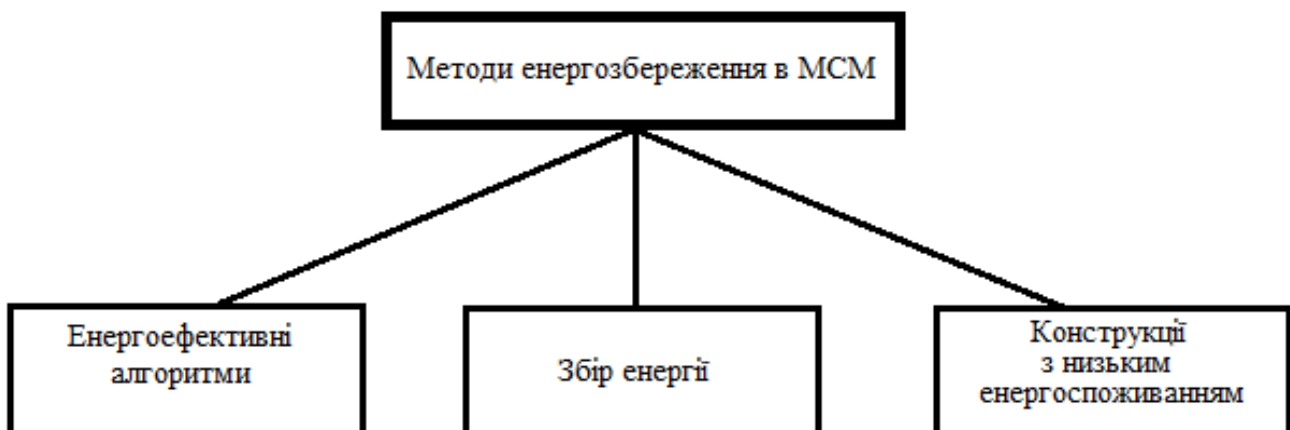 Методи енергозбереження в МСМ
Енергоефективні
алгоритми
Збір енергії
Конструкції
з низьким
енергоспоживанням